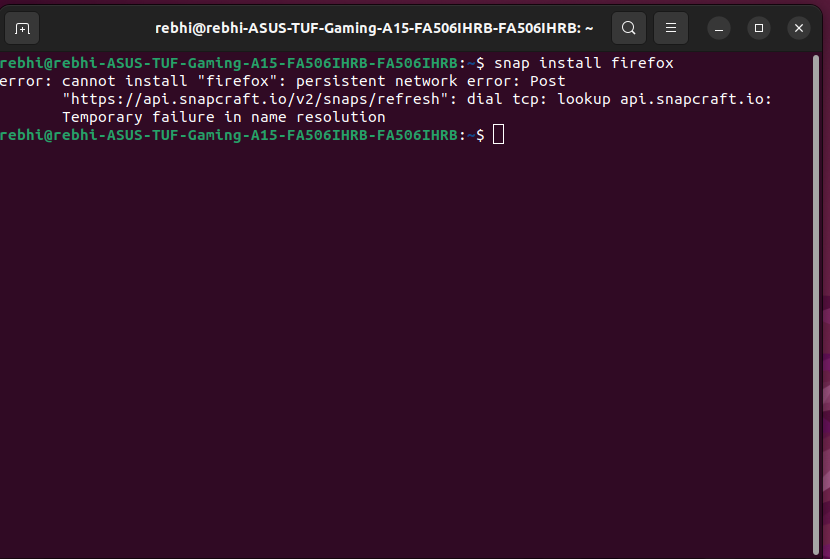 rebhi@rebhi-ASUS-TUF-Gaming-A15-FA506IHRB-FA506IHRB: ~
rebhi@rebhi-ASUS-TUF-Gaming-A15-FA506IHRB-FA506IHRB:~$ snap install firefox
error: cannot install "firefox": persistent network error: Post
"https://api.snapcraft.io/v2/snaps/refresh": dial tcp: lookup api.snapcraft.io:
Temporary failure in name resolution
rebhi@rebhi-ASUS-TUF-Gaming-A15-FA506IHRB-FA506IHRB:~$